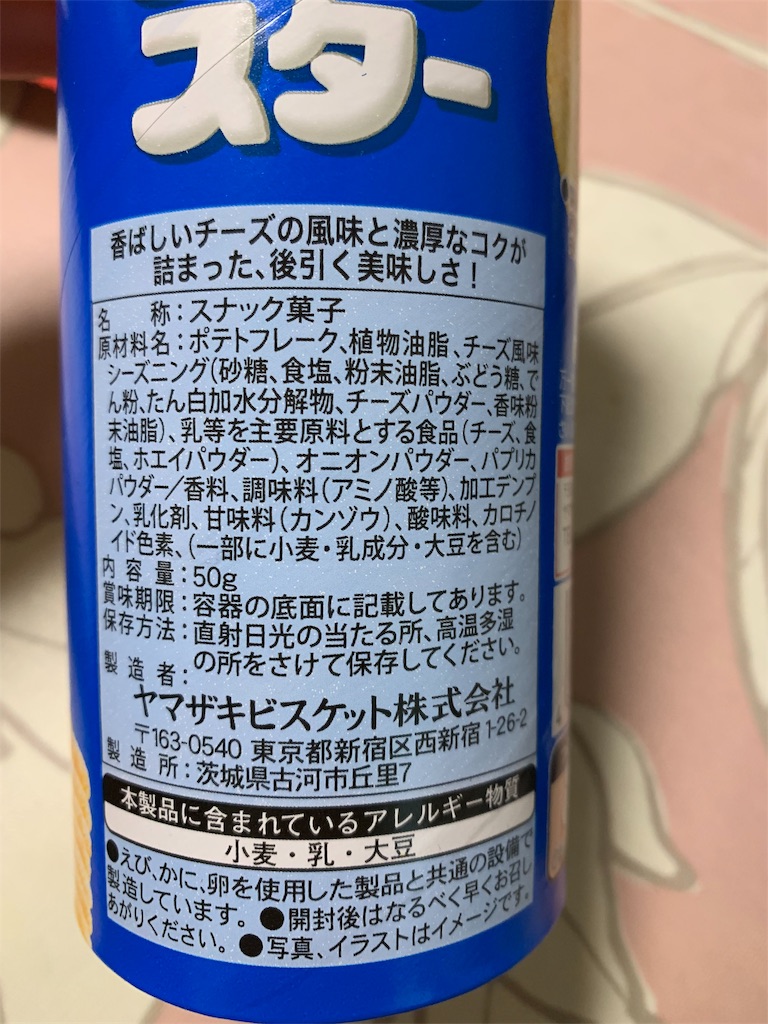 スター
香ばしいチーズの風味と濃厚なコクが
詰まった、後引く美味しさ！
名称：スナック菓子
原材料名：ポテトフレーク、植物油脂、チーズ風味
シーズニング（砂糖、食塩、粉末油脂、ぶどう糖、で
ん粉、たん白加水分解物、チーズパウダー、香味粉
末油脂）、乳等を主要原料とする食品（チーズ、食
塩、ホエイパウダー）、オニオンパウダー、パプリカ
パウダー／香料、調味料（アミノ酸等）、加工デンプ
ン、乳化剤、甘味料（カンゾウ）、酸味料、カロチノ
イド色素、（一部に小麦・乳成分・大豆を含む）
内容量：50g
賞味期限：容器の底面に記載してあります。
保存方法：直射日光の当たる所、高温多湿
の所をさけて保存してください。
製造者：
ヤマザキビスケット株式会社
〒163-0540 東京都新宿区西新宿1-26-2
製造所：茨城県古河市丘里7
本製品に含まれているアレルギー物質
小麦・乳・大豆
●えび、かに、卵を使用した製品と共通の設備で
製造しています。●開封後はなるべく早くお召し
あがりください。●写真、イラストはイメージです。